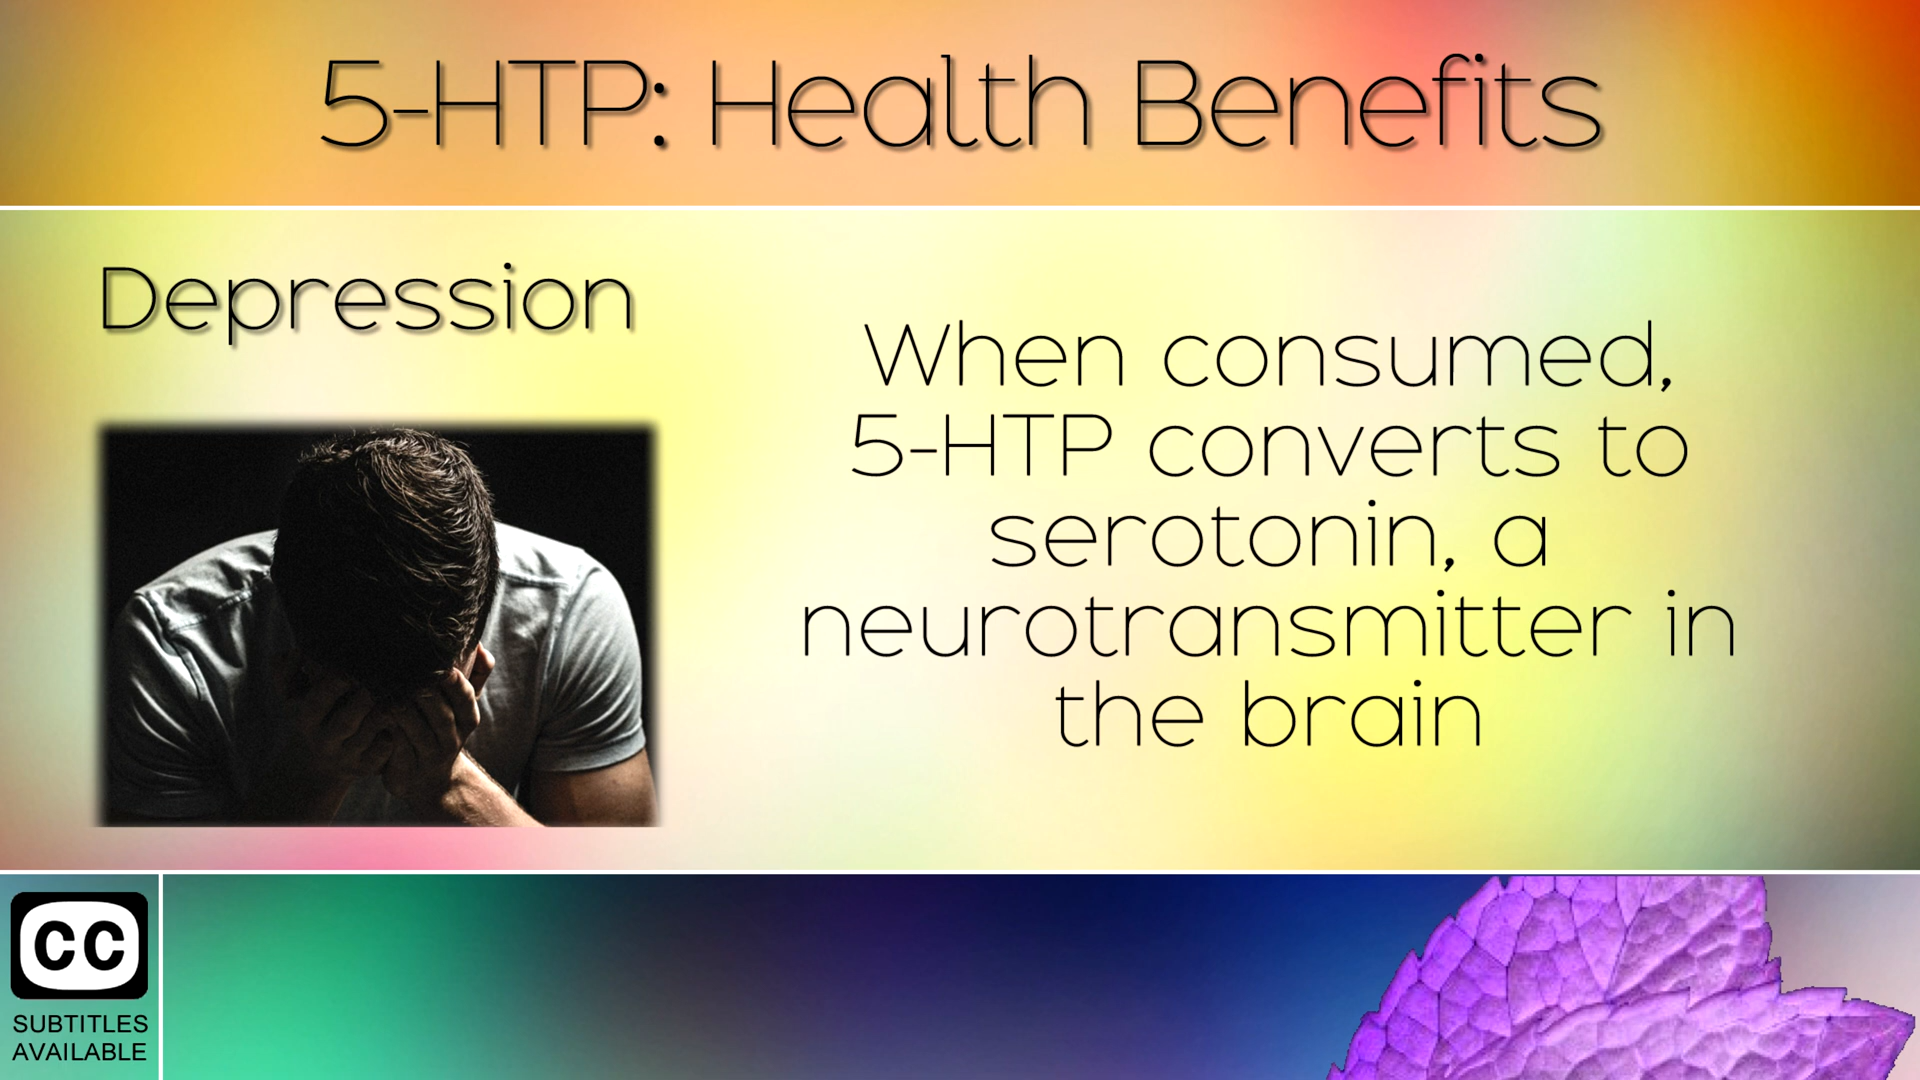 5-HTP: Health Benefits
Depression
When consumed,
5-HTP converts to
serotonin, a
neurotransmitter in
the brain
CC
SUBTITLES
AVAILABLE